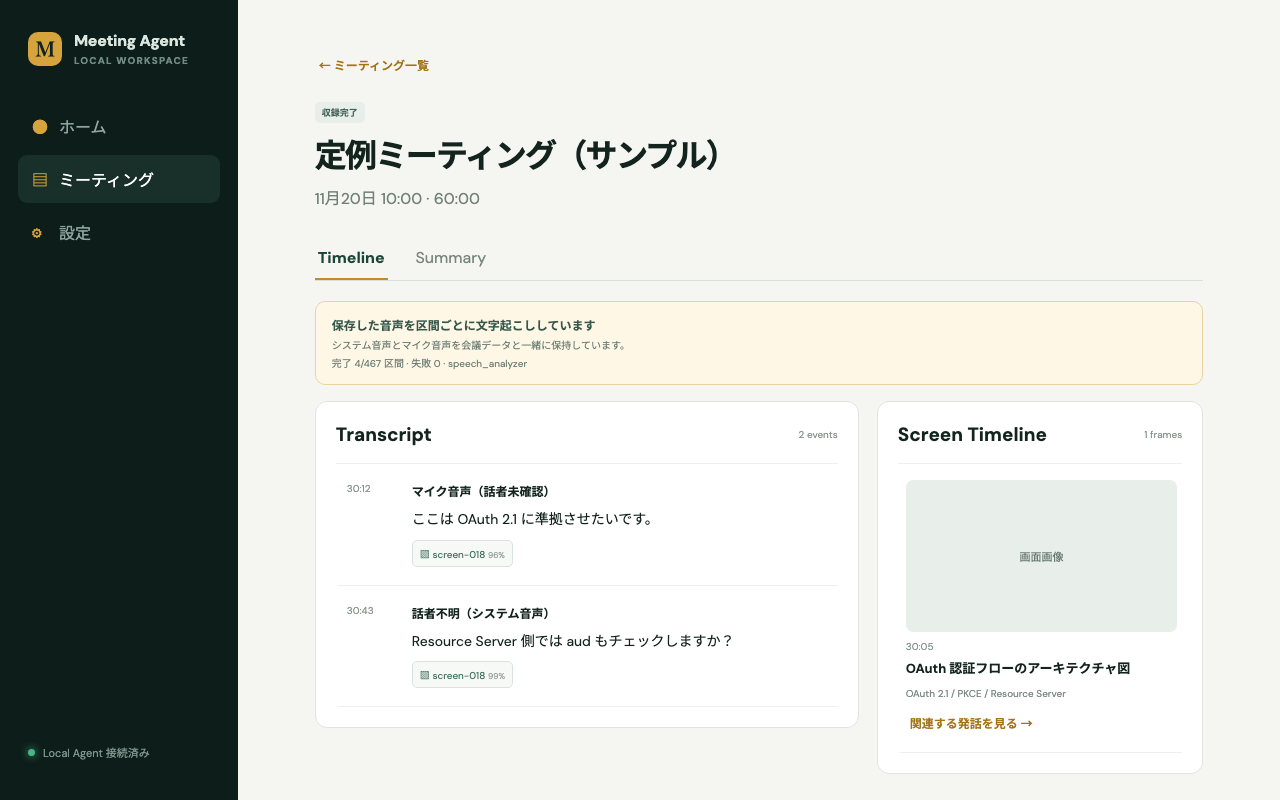 M
Meeting Agent
LOCAL WORKSPACE
ホーム
ミーティング
設定
Local Agent 接続済み
← ミーティング一覧
収録完了
定例ミーティング（サンプル）
11月20日 10:00 · 60:00
Timeline
Summary
保存した音声を区間ごとに文字起こししています
システム音声とマイク音声を会議データと一緒に保持しています。
完了 4/467 区間 · 失敗 0 · speech_analyzer
Transcript
2 events
30:12
マイク音声（話者未確認）
ここは OAuth 2.1 に準拠させたいです。
▧ screen-018 96%
30:43
話者不明（システム音声）
Resource Server 側では aud もチェックしますか？
▧ screen-018 99%
Screen Timeline
1 frames
画面画像
30:05
OAuth 認証フローのアーキテクチャ図
OAuth 2.1 / PKCE / Resource Server
関連する発話を見る →